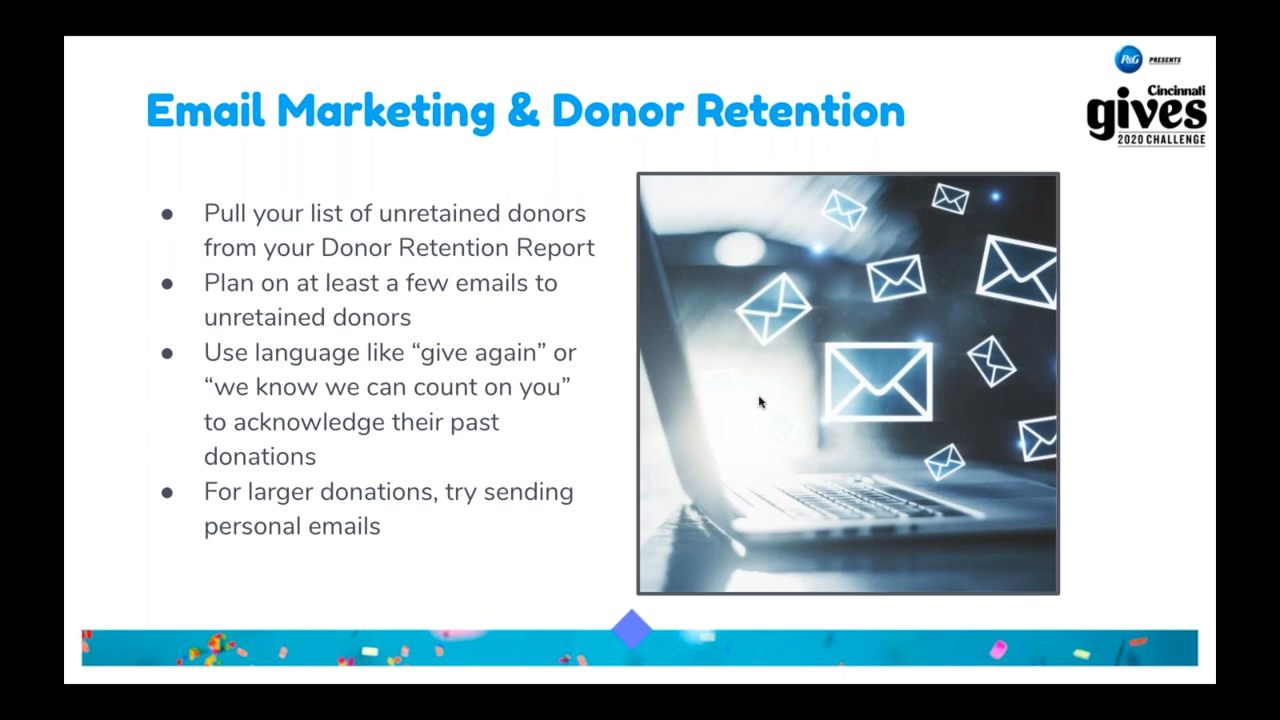 P&G PRESENTS
Cincinnati
gives
2020 CHALLENGE
Email Marketing & Donor Retention
● Pull your list of unretained donors
from your Donor Retention Report
● Plan on at least a few emails to
unretained donors
● Use language like “give again” or
“we know we can count on you”
to acknowledge their past
donations
● For larger donations, try sending
personal emails